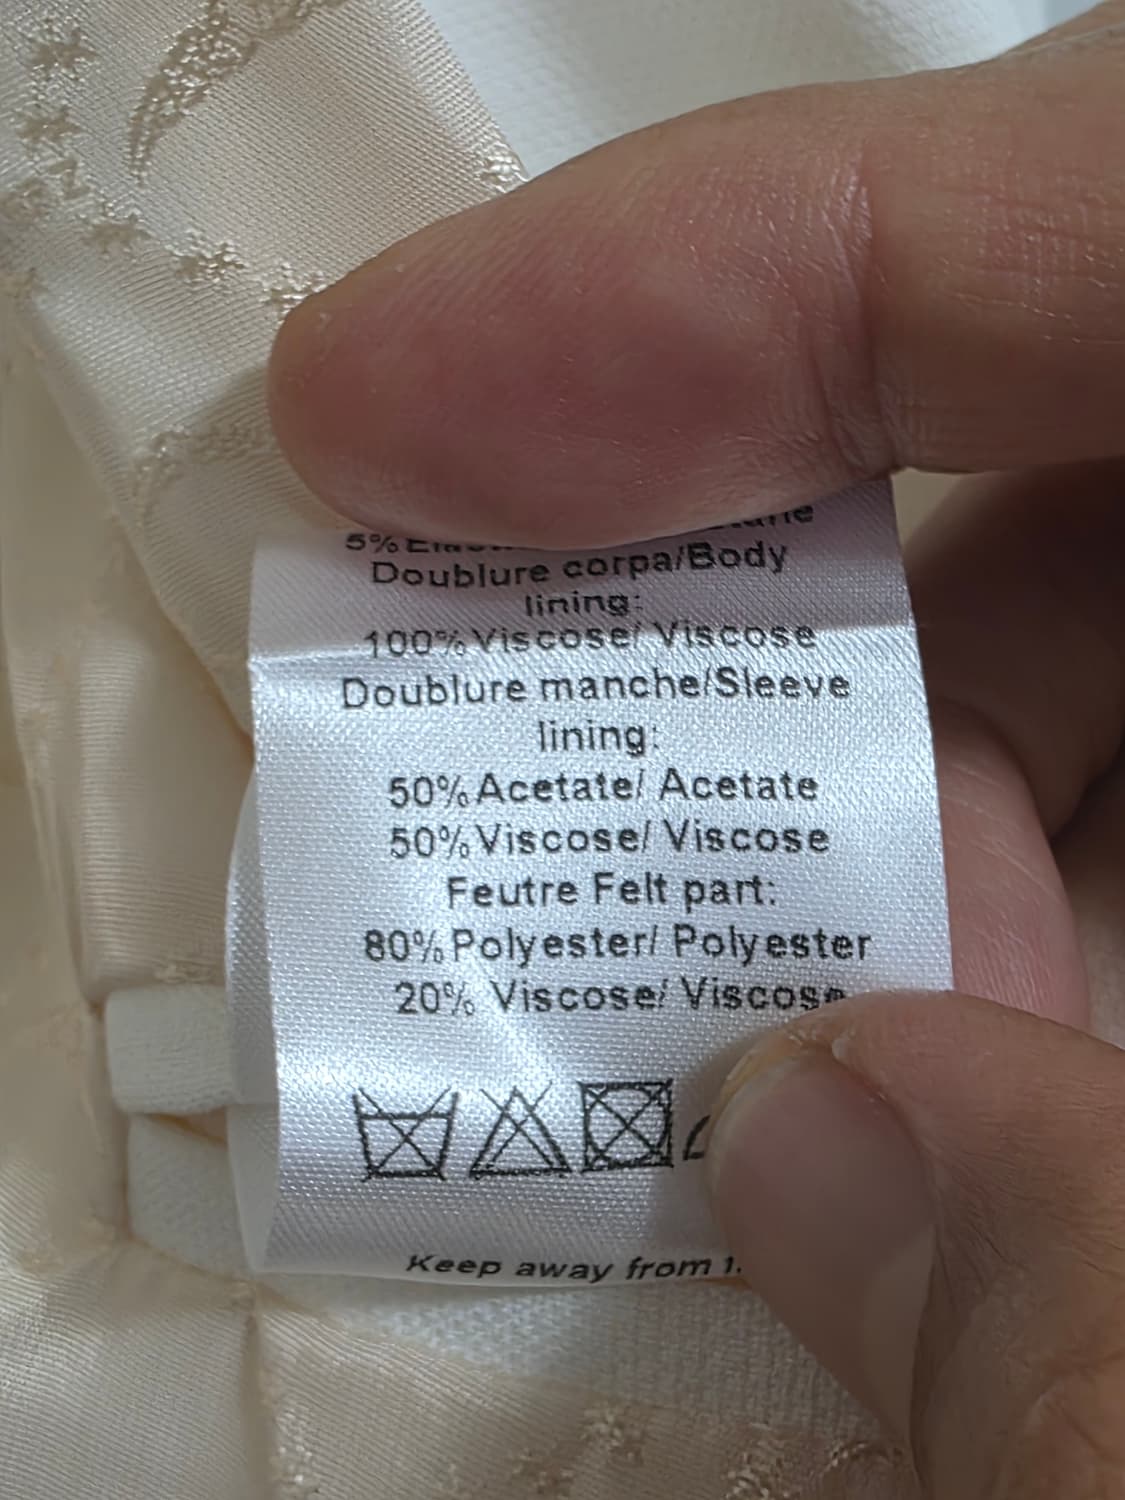 5%
Doublure corpa/Body
lining:
100% Viscose/ Viscose
Doublure manche/Sleeve
lining:
50% Acetate/ Acetate
50% Viscose/ Viscose
Feutre Felt part:
80% Polyester/ Polyester
20% Viscose/ Viscose
Keep away from